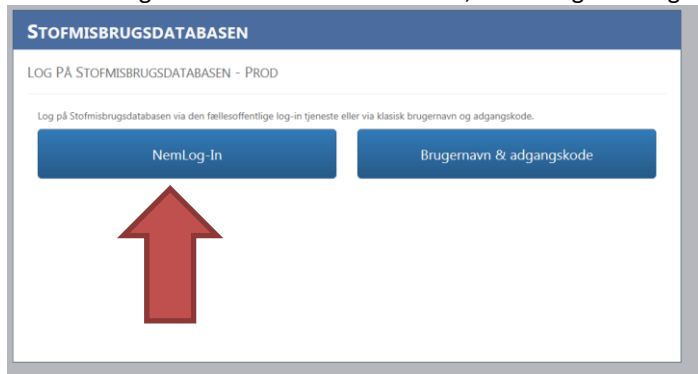 STOFMISBRUGSDATABASEN
LOG PÅ STOFMISBRUGSDATABASEN - PROD
Log på Stofmisbrugsdatabasen via den fællesoffentlige log-in tjeneste eller via klasisk brugernavn og adgangskode.
NemLog-In
Brugernavn & adgangskode